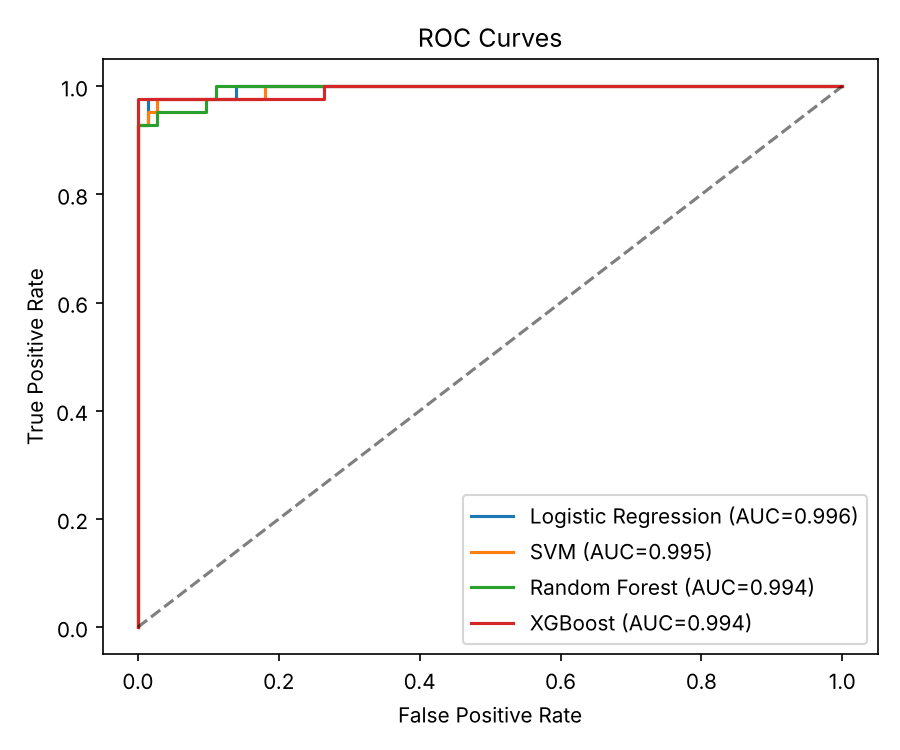 ROC Curves
True Positive Rate
1.0
0.8
0.6
0.4
0.2
0.0
Logistic Regression (AUC=0.996)
SVM (AUC=0.995)
Random Forest (AUC=0.994)
XGBoost (AUC=0.994)
0.0 0.2 0.4 0.6 0.8 1.0
False Positive Rate